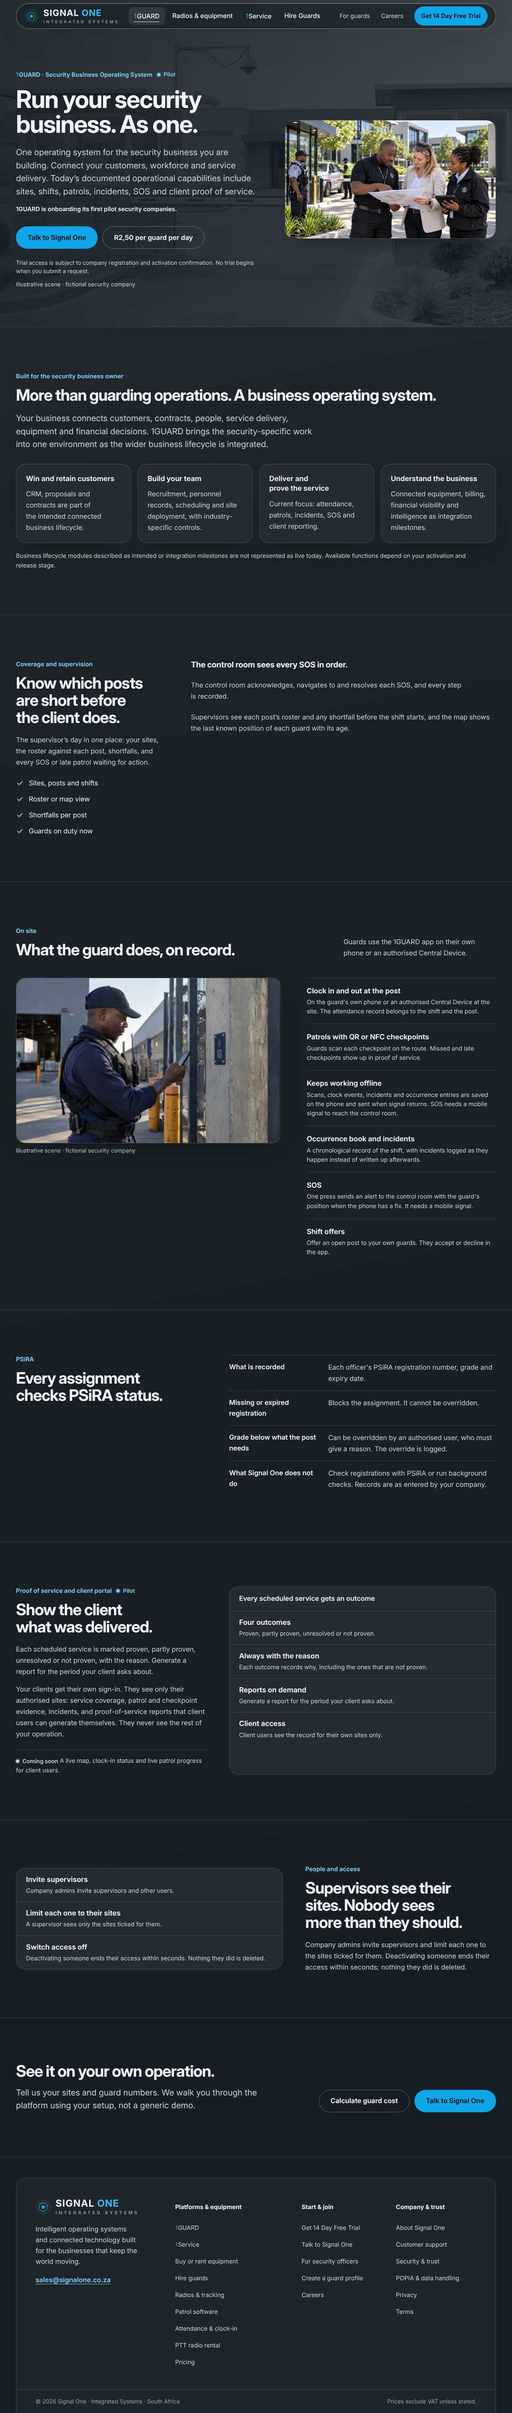 SIGNAL ONE
INTEGRATED SYSTEMS
1GUARD
Radios & equipment
1Service
Hire Guards
For guards
Careers
Get 14 Day Free Trial
1GUARD · Security Business Operating System
Pilot
Run your security
business. As one.
One operating system for the security business you are
building. Connect your customers, workforce and service
delivery. Today's documented operational capabilities include
sites, shifts, patrols, incidents, SOS and client proof of service.
1GUARD is onboarding its first pilot security companies.
Talk to Signal One
R2,50 per guard per day
Trial access is subject to company registration and activation confirmation. No trial begins
when you submit a request.
Illustrative scene · fictional security company
Built for the security business owner
More than guarding operations. A business operating system.
Your business connects customers, contracts, people, service delivery,
equipment and financial decisions. 1GUARD brings the security-specific work
into one environment as the wider business lifecycle is integrated.
Win and retain customers
CRM, proposals and
contracts are part of
the intended connected
business lifecycle.
Build your team
Recruitment, personnel
records, scheduling and site
deployment, with industry-
specific controls.
Deliver and
prove the service
Current focus: attendance,
patrols, incidents, SOS and
client reporting.
Understand the business
Connected equipment, billing,
financial visibility and
intelligence as integration
milestones.
Business lifecycle modules described as intended or integration milestones are not represented as live today. Available functions depend on your activation and
release stage.
Coverage and supervision
Know which posts
are short before
the client does.
The supervisor's day in one place: your sites,
the roster against each post, shortfalls, and
every SOS or late patrol waiting for action.
Sites, posts and shifts
Roster or map view
Shortfalls per post
Guards on duty now
The control room sees every SOS in order.
The control room acknowledges, navigates to and resolves each SOS, and every step
is recorded.
Supervisors see each post's roster and any shortfall before the shift starts, and the map shows
the last known position of each guard with its age.
On site
What the guard does, on record.
Guards use the 1GUARD app on their own
phone or an authorised Central Device.
Illustrative scene · fictional security company
Clock in and out at the post
On the guard's own phone or an authorised Central Device at the
site. The attendance record belongs to the shift and the post.
Patrols with QR or NFC checkpoints
Guards scan each checkpoint on the route. Missed and late
checkpoints show up in proof of service.
Keeps working offline
Scans, clock events, incidents and occurrence entries are saved
on the phone and sent when signal returns. SOS needs a mobile
signal to reach the control room.
Occurrence book and incidents
A chronological record of the shift, with incidents logged as they
happen instead of written up afterwards.
SOS
One press sends an alert to the control room with the guard's
position when the phone has a fix. It needs a mobile signal.
Shift offers
Offer an open post to your own guards. They accept or decline in
the app.
PSiRA
Every assignment
checks PSiRA status.
What is recorded
Each officer's PSiRA registration number, grade and
expiry date.
Missing or expired
registration
Blocks the assignment. It cannot be overridden.
Grade below what the post
needs
Can be overridden by an authorised user, who must
give a reason. The override is logged.
What Signal One does not
do
Check registrations with PSiRA or run background
checks. Records are as entered by your company.
Proof of service and client portal
Pilot
Show the client
what was delivered.
Each scheduled service is marked proven, partly proven,
unresolved or not proven, with the reason. Generate a
report for the period your client asks about.
Your clients get their own sign-in. They see only their
authorised sites: service coverage, patrol and checkpoint
evidence, incidents, and proof-of-service reports that client
users can generate themselves. They never see the rest of
your operation.
Coming soon A live map, clock-in status and live patrol progress
for client users.
Every scheduled service gets an outcome
Four outcomes
Proven, partly proven, unresolved or not proven.
Always with the reason
Each outcome records why, including the ones that are not proven.
Reports on demand
Generate a report for the period your client asks about.
Client access
Client users see the record for their own sites only.
Invite supervisors
Company admins invite supervisors and other users.
Limit each one to their sites
A supervisor sees only the sites ticked for them.
Switch access off
Deactivating someone ends their access within seconds. Nothing they did is deleted.
People and access
Supervisors see their
sites. Nobody sees
more than they should.
Company admins invite supervisors and limit each one to
the sites ticked for them. Deactivating someone ends their
access within seconds; nothing they did is deleted.
See it on your own operation.
Tell us your sites and guard numbers. We walk you through the
platform using your setup, not a generic demo.
Calculate guard cost
Talk to Signal One
SIGNAL ONE
INTEGRATED SYSTEMS
Intelligent operating systems
and connected technology built
for the businesses that keep the
world moving.
sales@signalone.co.za
Platforms & equipment
1GUARD
1Service
Buy or rent equipment
Hire guards
Radios & tracking
Patrol software
Attendance & clock-in
PTT radio rental
Pricing
Start & join
Get 14 Day Free Trial
Talk to Signal One
For security officers
Create a guard profile
Careers
Company & trust
About Signal One
Customer support
Security & trust
POPIA & data handling
Privacy
Terms
© 2026 Signal One · Integrated Systems · South Africa
Prices exclude VAT unless stated.